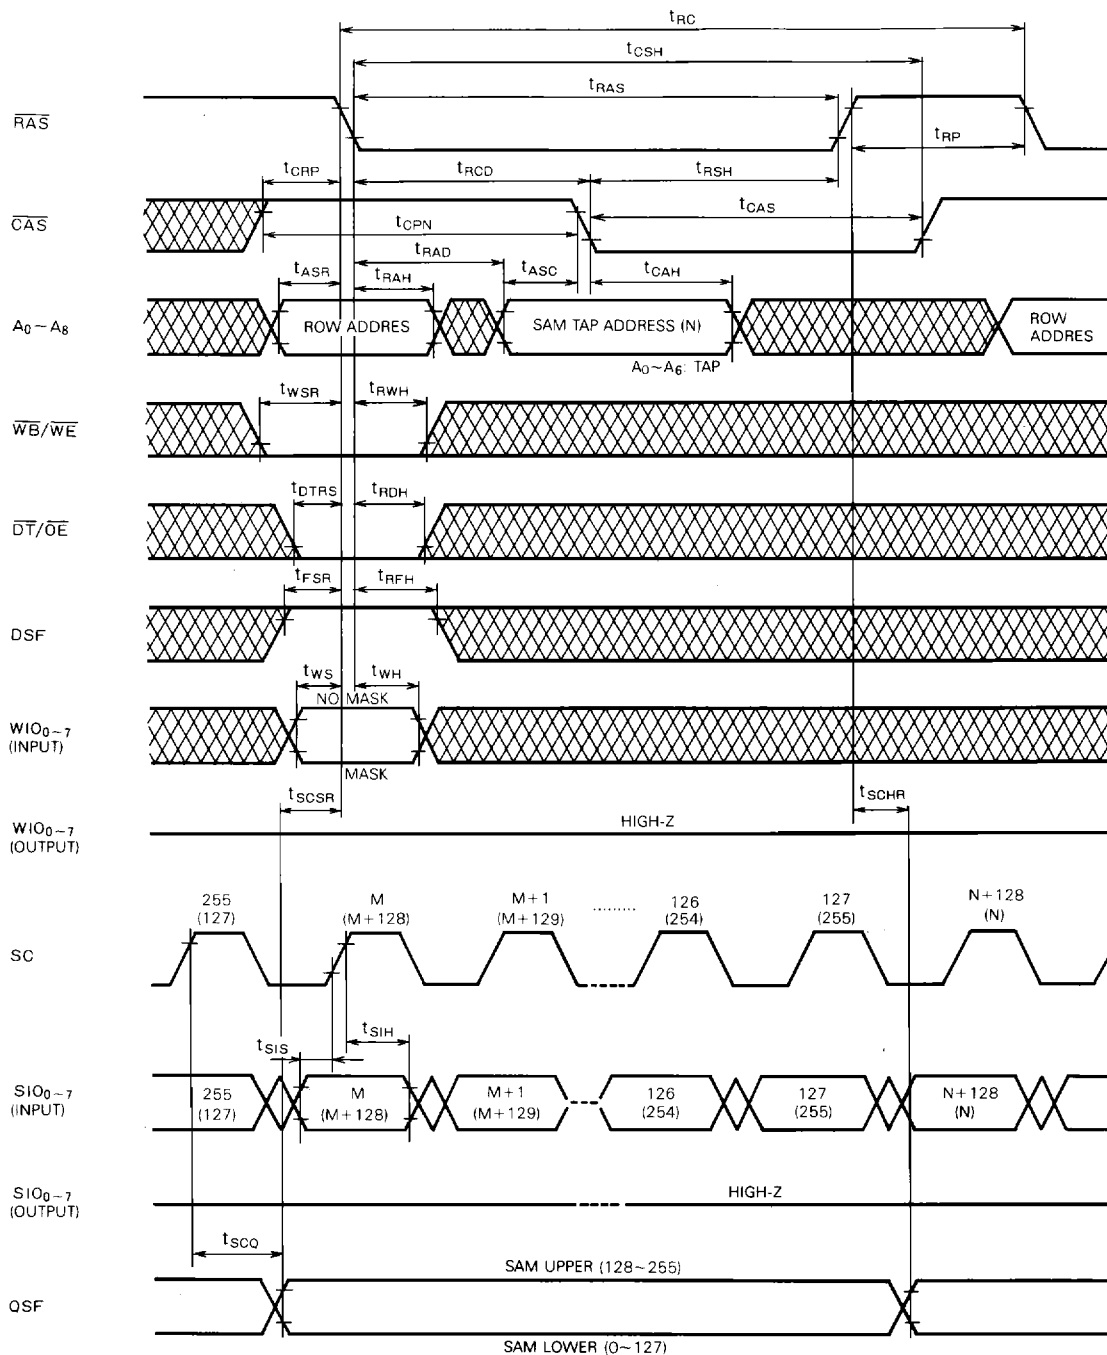 tRC
tCSH
tRAS
RAS
tRP
tCRP
tRCD
tRSH
CAS
tCPN
tCAS
tRAD
tASR
tRAH
tASC
tCAH
A0~A8
ROW ADDRES
SAM TAP ADDRESS (N)
ROW
ADDRES
A0~A6: TAP
tWSR
tRWH
WB/WE
tDTRS
tRDH
DT/OE
tFSR
tRFH
DSF
tWS
tWH
NO MASK
WIO0~7
(INPUT)
MASK
tSCSR
tSCHR
WIO0~7
(OUTPUT)
HIGH-Z
255
(127)
M
(M+128)
M+1
(M+129)
.........
126
(254)
127
(255)
N+128
(N)
SC
tSIS
tSIH
SIO0~7
(INPUT)
255
(127)
M
(M+128)
M+1
(M+129)
126
(254)
127
(255)
N+128
(N)
SIO0~7
(OUTPUT)
HIGH-Z
tSCQ
SAM UPPER (128~255)
QSF
SAM LOWER (0~127)